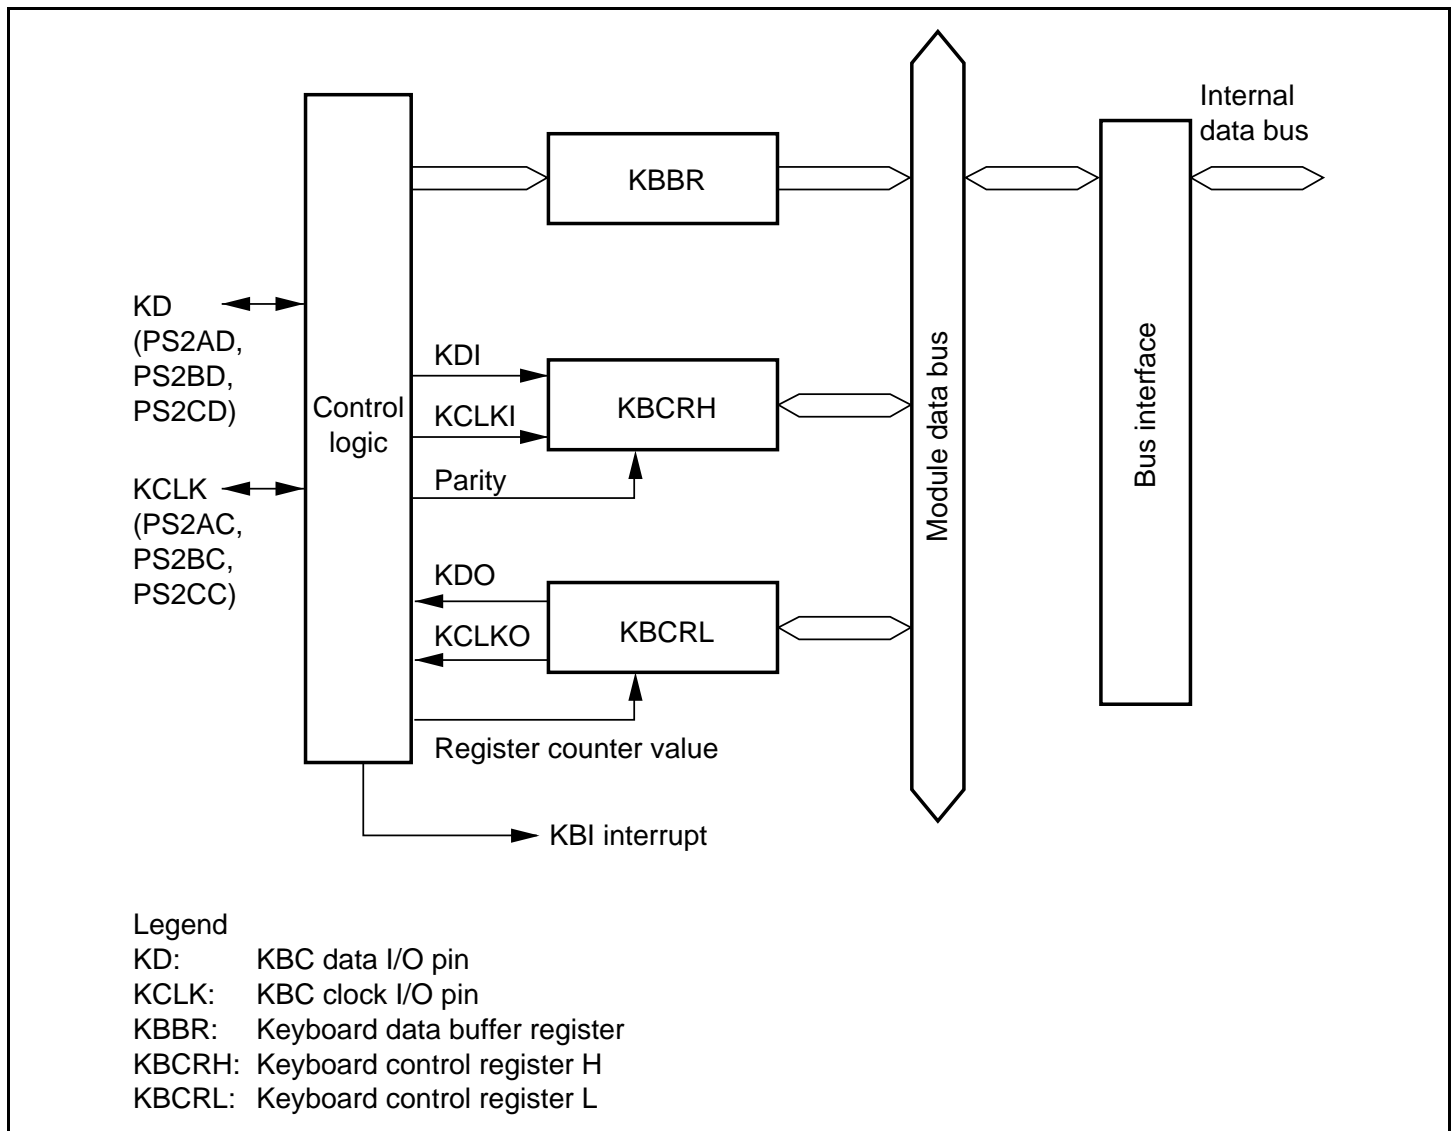 Internal
data bus
KBBR
KD
(PS2AD,
PS2BD,
PS2CD)
KCLK
(PS2AC,
PS2BC,
PS2CC)
Control
logic
KDI
KCLKI
Parity
KBCRH
KDO
KCLKO
KBCRL
Register counter value
KBI interrupt
Module data bus
Bus interface
Legend
KD: KBC data I/O pin
KCLK: KBC clock I/O pin
KBBR: Keyboard data buffer register
KBCRH: Keyboard control register H
KBCRL: Keyboard control register L